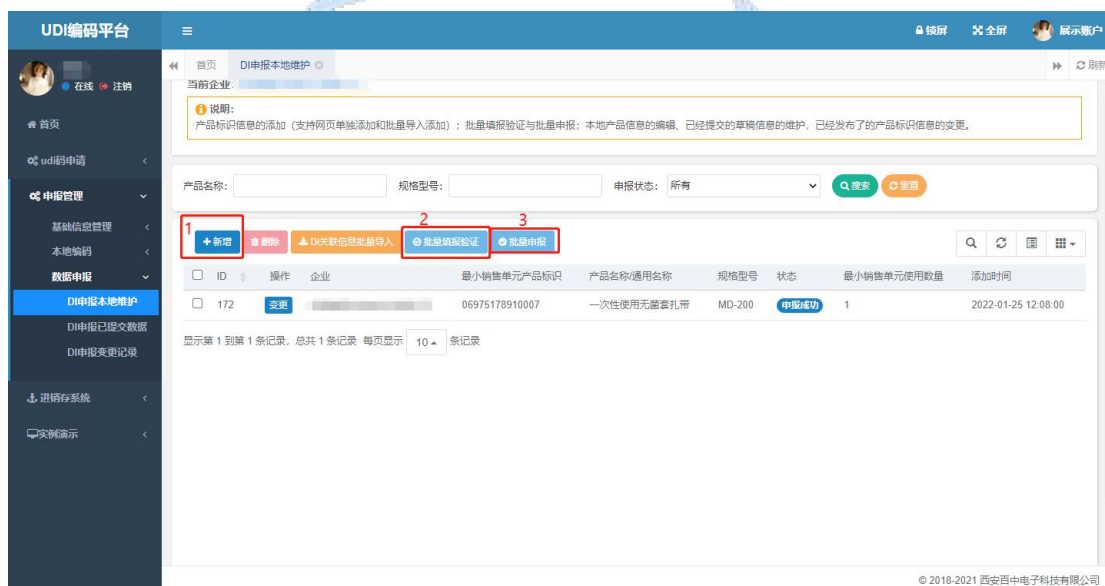 UDI编码平台
锁屏 全屏 展示账户
在线 注销
首页 DI申报本地维护
刷新
当前企业:
说明:
产品标识信息的添加（支持网页单独添加和批量导入添加）；批量填报验证与批量申报；本地产品信息的编辑、已经提交的草稿信息的维护，已经发布了的产品标识信息的变更。
首页
udi码申请
申报管理
基础信息管理
本地编码
数据申报
DI申报本地维护
DI申报已提交数据
DI申报变更记录
进销存系统
实例演示
产品名称: 规格型号: 申报状态: 所有 搜索 重置
1 2 3
+新增 删除 DI关联信息批量导入 批量填报验证 批量申报
ID 操作 企业 最小销售单元产品标识 产品名称/通用名称 规格型号 状态 最小销售单元使用数量 添加时间
172 变更 06975178910007 一次性使用无菌套扎带 MD-200 申报成功 1 2022-01-25 12:08:00
显示第 1 到第 1 条记录，总共 1 条记录 每页显示 10 条记录
© 2018-2021 西安百中电子科技有限公司